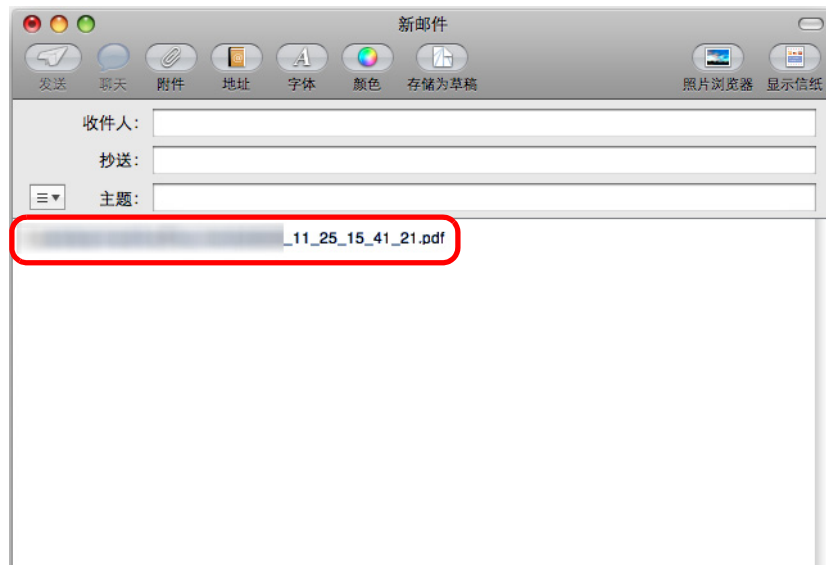 新邮件
发送 聊天 附件 地址 字体 颜色 存储为草稿 照片浏览器 显示信纸
收件人:
抄送:
主题:
_11_25_15_41_21.pdf